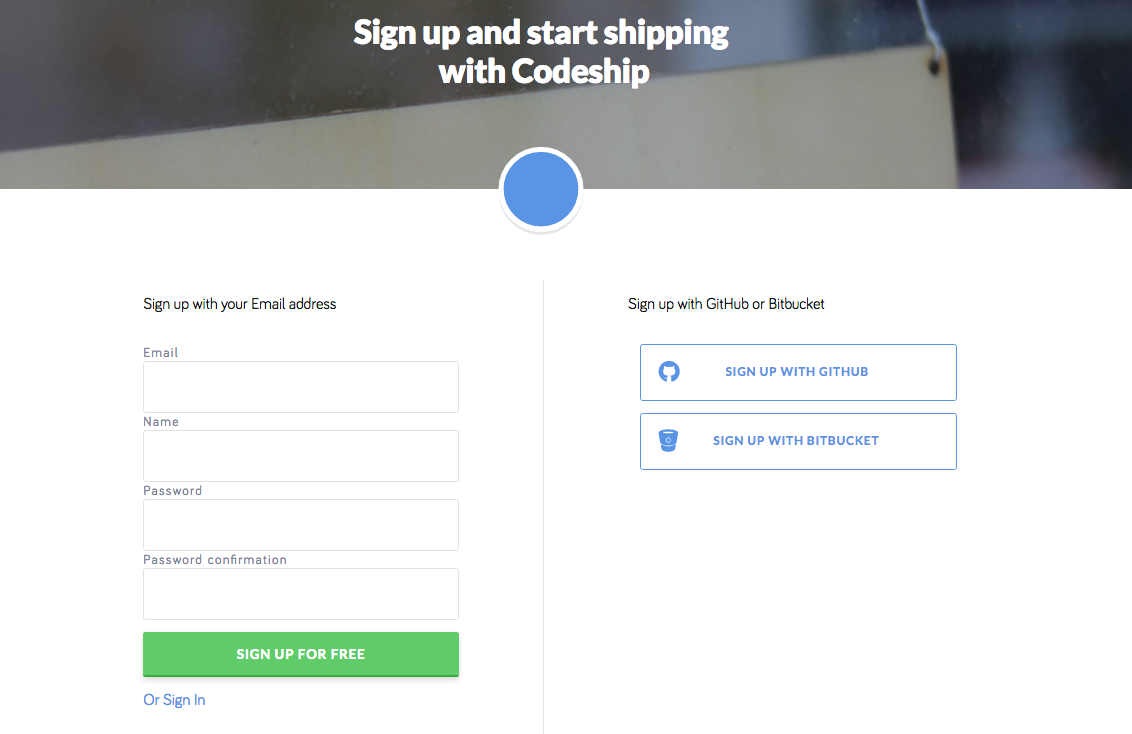 Sign up and start shipping
with Codeship
Sign up with your Email address
Email
Name
Password
Password confirmation
SIGN UP FOR FREE
Or Sign In
Sign up with GitHub or Bitbucket
SIGN UP WITH GITHUB
SIGN UP WITH BITBUCKET